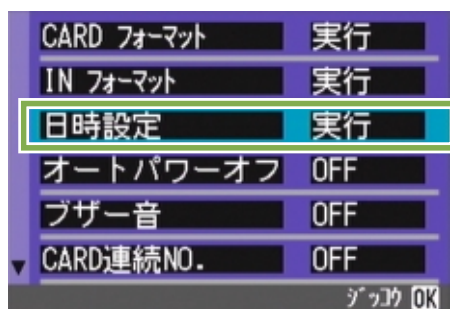 CARD ﾌｫｰﾏｯﾄ 実行
IN ﾌｫｰﾏｯﾄ 実行
日時設定 実行
オートパワーオフ OFF
ブザー音 OFF
CARD連続NO. OFF
ｼﾞｯｺｳ OK